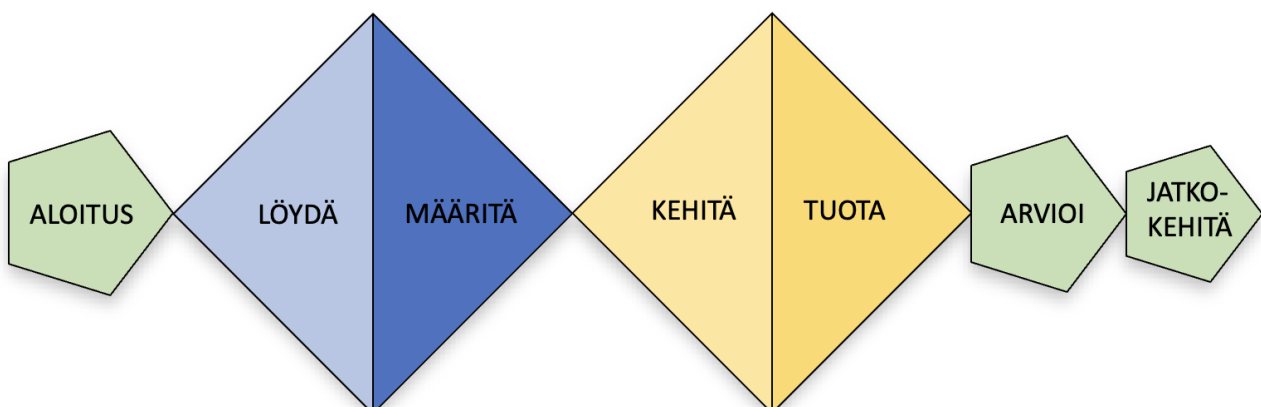 ALOITUS
LÖYDÄ
MÄÄRITÄ
KEHITÄ
TUOTA
ARVIOI
JATKO-
KEHITÄ